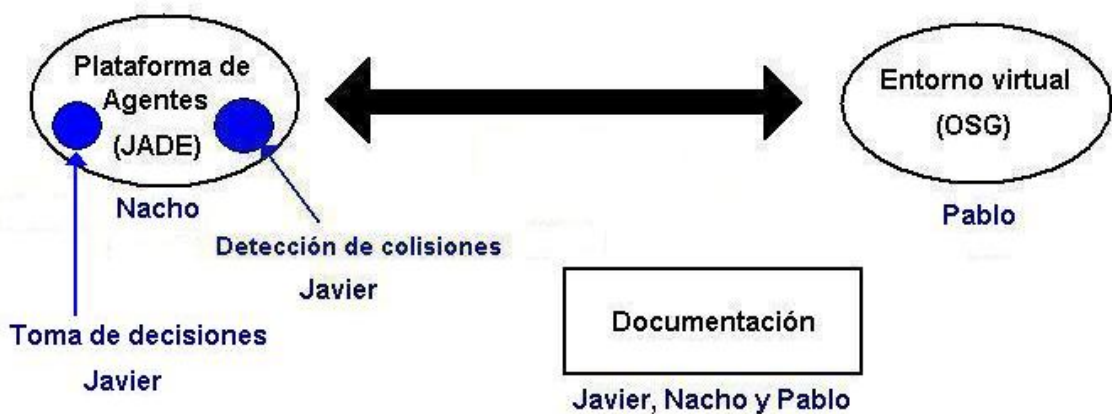 Plataforma de
Agentes
(JADE)
Nacho
Detección de colisiones
Javier
Toma de decisiones
Javier
Entorno virtual
(OSG)
Pablo
Documentación
Javier, Nacho y Pablo